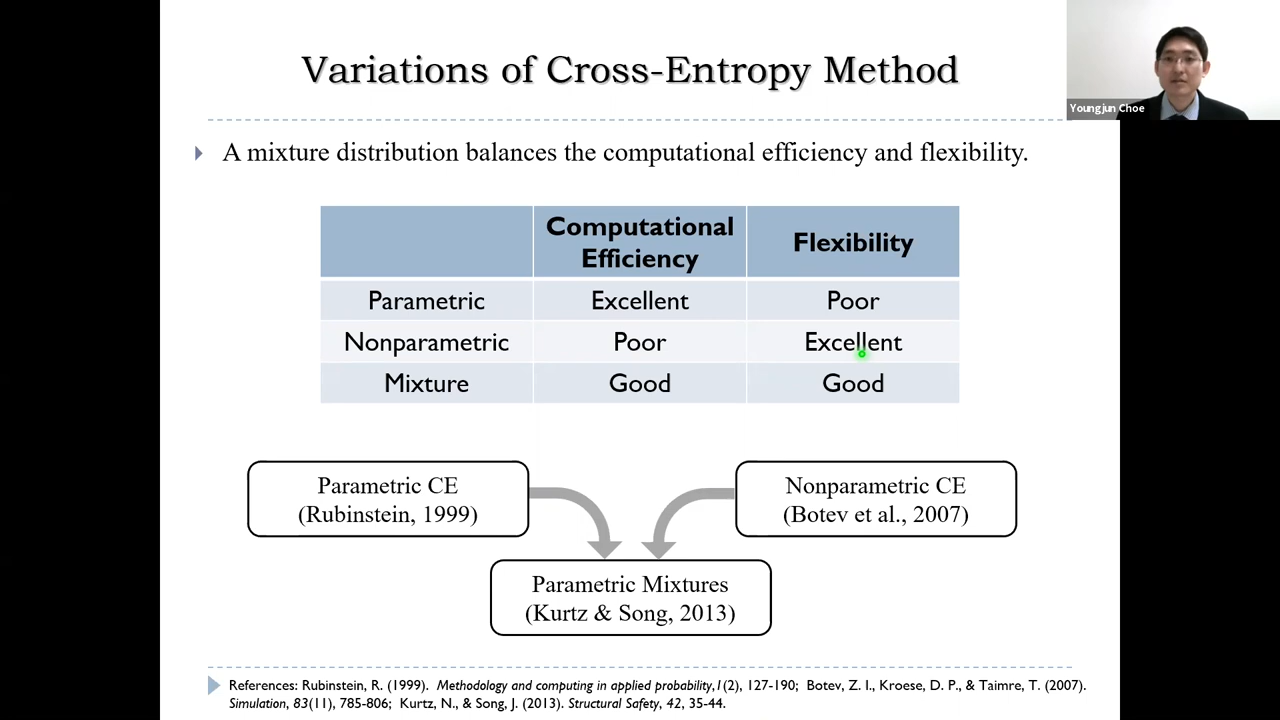 Variations of Cross-Entropy Method
Youngjun Choe
A mixture distribution balances the computational efficiency and flexibility.
Computational Efficiency
Flexibility
Parametric Excellent Poor
Nonparametric Poor Excellent
Mixture Good Good
Parametric CE
(Rubinstein, 1999)
Nonparametric CE
(Botev et al., 2007)
Parametric Mixtures
(Kurtz & Song, 2013)
References: Rubinstein, R. (1999). Methodology and computing in applied probability,1(2), 127-190; Botev, Z. I., Kroese, D. P., & Taimre, T. (2007).
Simulation, 83(11), 785-806; Kurtz, N., & Song, J. (2013). Structural Safety, 42, 35-44.